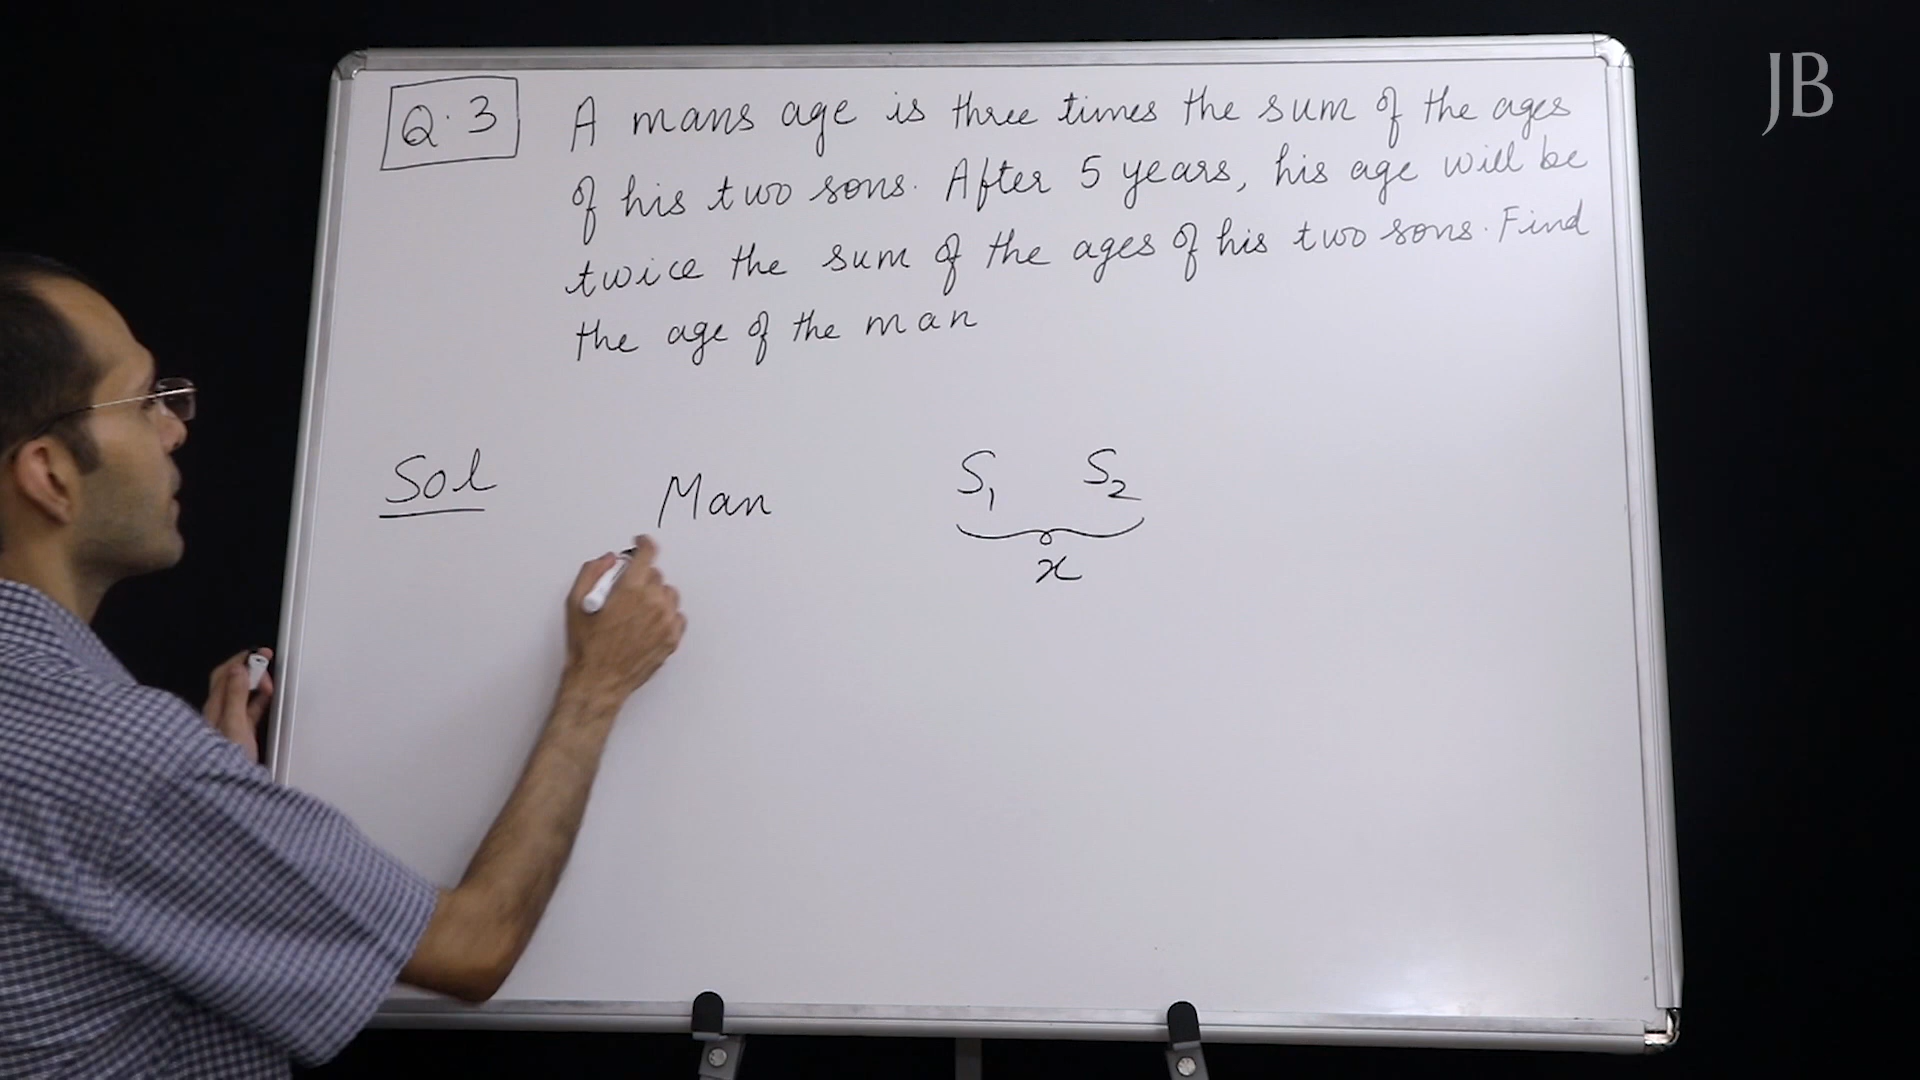 JB
Q.3 A mans age is three times the sum of the ages
of his two sons. After 5 years, his age will be
twice the sum of the ages of his two sons. Find
the age of the man
Sol Man S₁ S₂
x